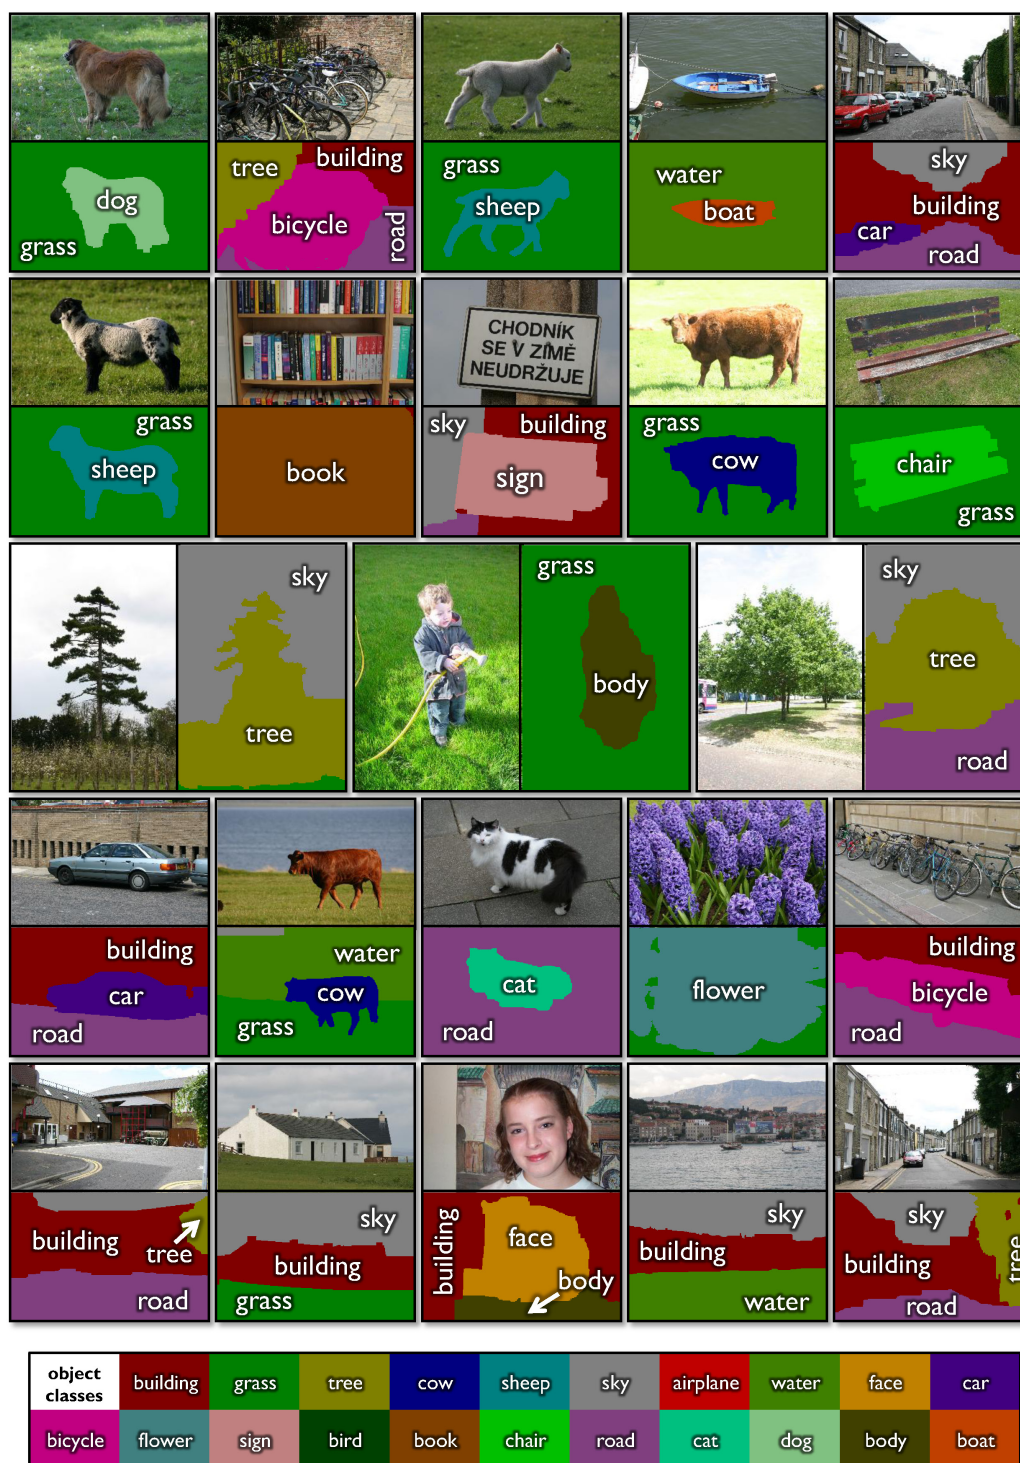 tree
building
bicycle
road
dog
grass
grass
sheep
water
boat
sky
building
car
road
CHODNÍK
SE V ZIMĚ
NEUDRŽUJE
grass
sheep
book
sky
building
sign
grass
cow
chair
grass
sky
tree
grass
body
sky
tree
road
building
car
road
water
cow
grass
cat
road
flower
building
bicycle
road
building
tree
road
sky
building
grass
building
face
body
sky
building
water
sky
building
tree
road
object
classes
building
grass
tree
cow
sheep
sky
airplane
water
face
car
bicycle
flower
sign
bird
book
chair
road
cat
dog
body
boat